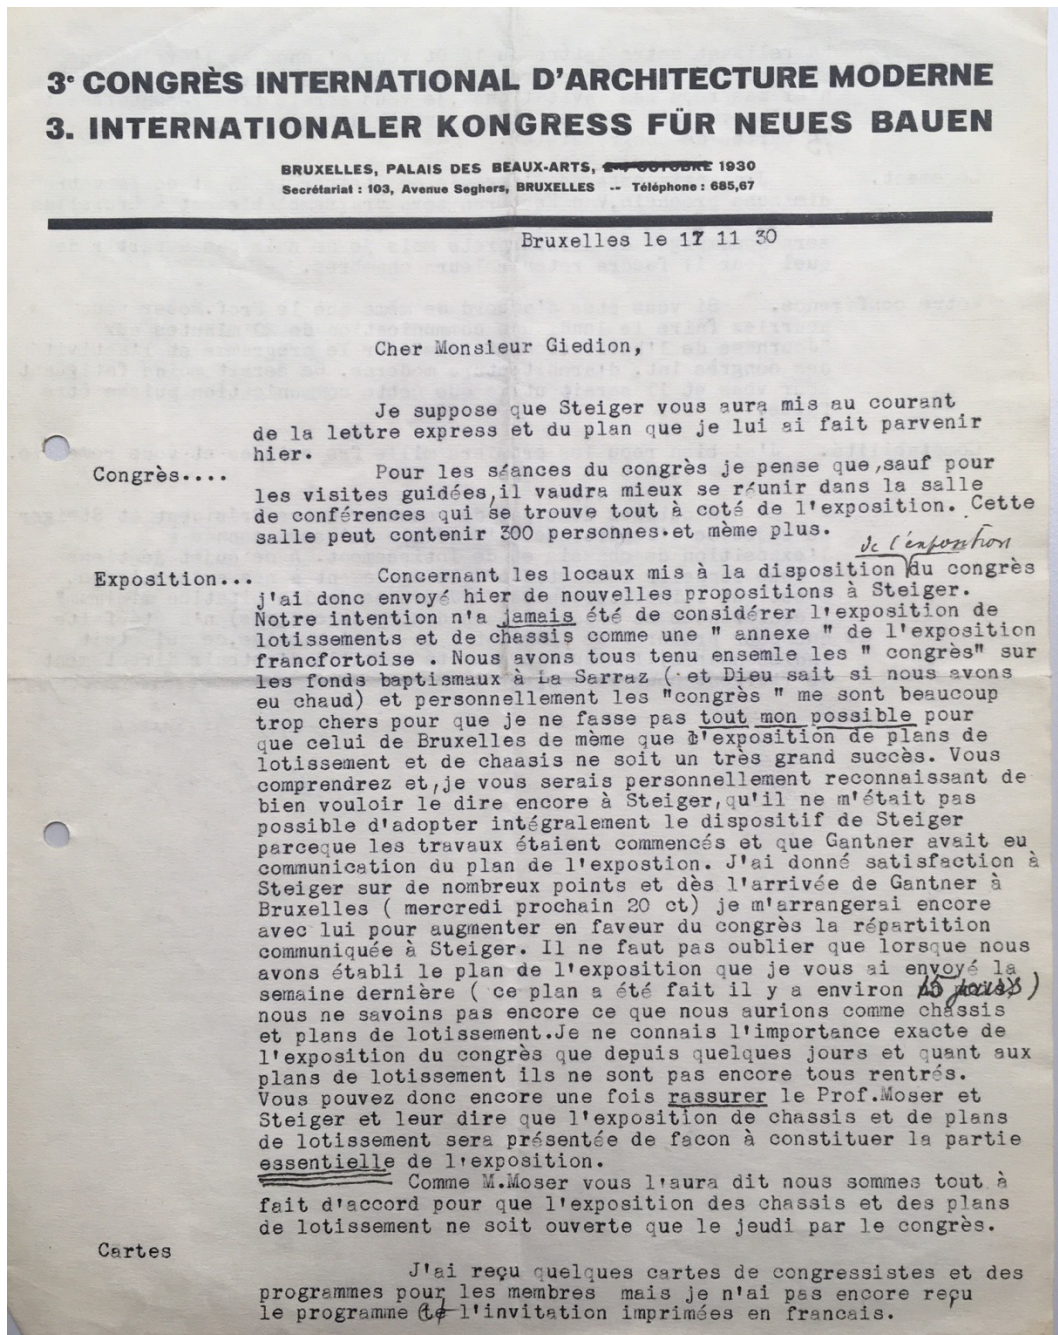 3e CONGRÈS INTERNATIONAL D'ARCHITECTURE MODERNE
3. INTERNATIONALER KONGRESS FÜR NEUES BAUEN
BRUXELLES, PALAIS DES BEAUX-ARTS, OCTOBRE 1930
Secrétariat : 103, Avenue Seghers, BRUXELLES -- Téléphone : 685,67
Bruxelles le 17 11 30
Cher Monsieur Giedion,
Je suppose que Steiger vous aura mis au courant
de la lettre express et du plan que je lui ai fait parvenir
hier.
Congrès.... Pour les séances du congrès je pense que,sauf pour
les visites guidées,il vaudra mieux se réunir dans la salle
de conférences qui se trouve tout à coté de l'exposition. Cette
salle peut contenir 300 personnes.et mème plus.
de l'exposition
Exposition... Concernant les locaux mis à la disposition du congrès
j'ai donc envoyé hier de nouvelles propositions à Steiger.
Notre intention n'a jamais été de considérer l'exposition de
lotissements et de chassis comme une " annexe " de l'exposition
francfortoise . Nous avons tous tenu ensemle les " congrès" sur
les fonds baptismaux à La Sarraz ( et Dieu sait si nous avons
eu chaud) et personnellement les "congrès " me sont beaucoup
trop chers pour que je ne fasse pas tout mon possible pour
que celui de Bruxelles de mème que l'exposition de plans de
lotissement et de chaasis ne soit un très grand succès. Vous
comprendrez et,je vous serais personnellement reconnaissant de
bien vouloir le dire encore à Steiger,qu'il ne m'était pas
possible d'adopter intégralement le dispositif de Steiger
parceque les travaux étaient commencés et que Gantner avait eu
communication du plan de l'expostion. J'ai donné satisfaction à
Steiger sur de nombreux points et dès l'arrivée de Gantner à
Bruxelles ( mercredi prochain 20 ct) je m'arrangerai encore
avec lui pour augmenter en faveur du congrès la répartition
communiquée à Steiger. Il ne faut pas oublier que lorsque nous
avons établi le plan de l'exposition que je vous ai envoyé la
semaine dernière ( ce plan a été fait il y a environ 15 jours )
nous ne savoins pas encore ce que nous aurions comme chassis
et plans de lotissement.Je ne connais l'importance exacte de
l'exposition du congrès que depuis quelques jours et quant aux
plans de lotissement ils ne sont pas encore tous rentrés.
Vous pouvez donc encore une fois rassurer le Prof.Moser et
Steiger et leur dire que l'exposition de chassis et de plans
de lotissement sera présentée de facon à constituer la partie
essentielle de l'exposition.
Comme M.Moser vous l'aura dit nous sommes tout à
fait d'accord pour que l'exposition des chassis et des plans
de lotissement ne soit ouverte que le jeudi par le congrès.
Cartes
J'ai reçu quelques cartes de congressistes et des
programmes pour les membres mais je n'ai pas encore reçu
le programme l'invitation imprimées en francais.